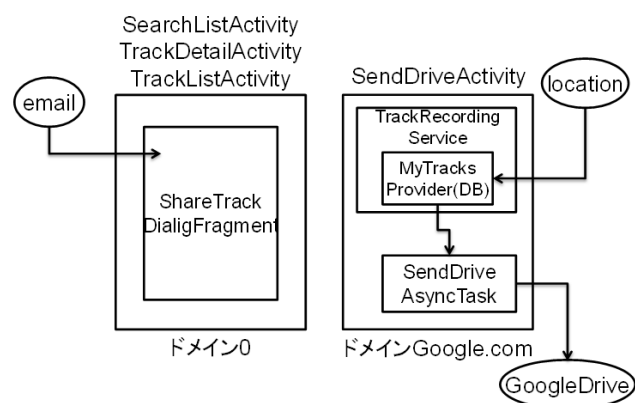 SearchListActivity
TrackDetailActivity
TrackListActivity
email
ShareTrack
DialigFragment
ドメイン0
SendDriveActivity
location
TrackRecording
Service
MyTracks
Provider(DB)
SendDrive
AsyncTask
ドメインGoogle.com
GoogleDrive